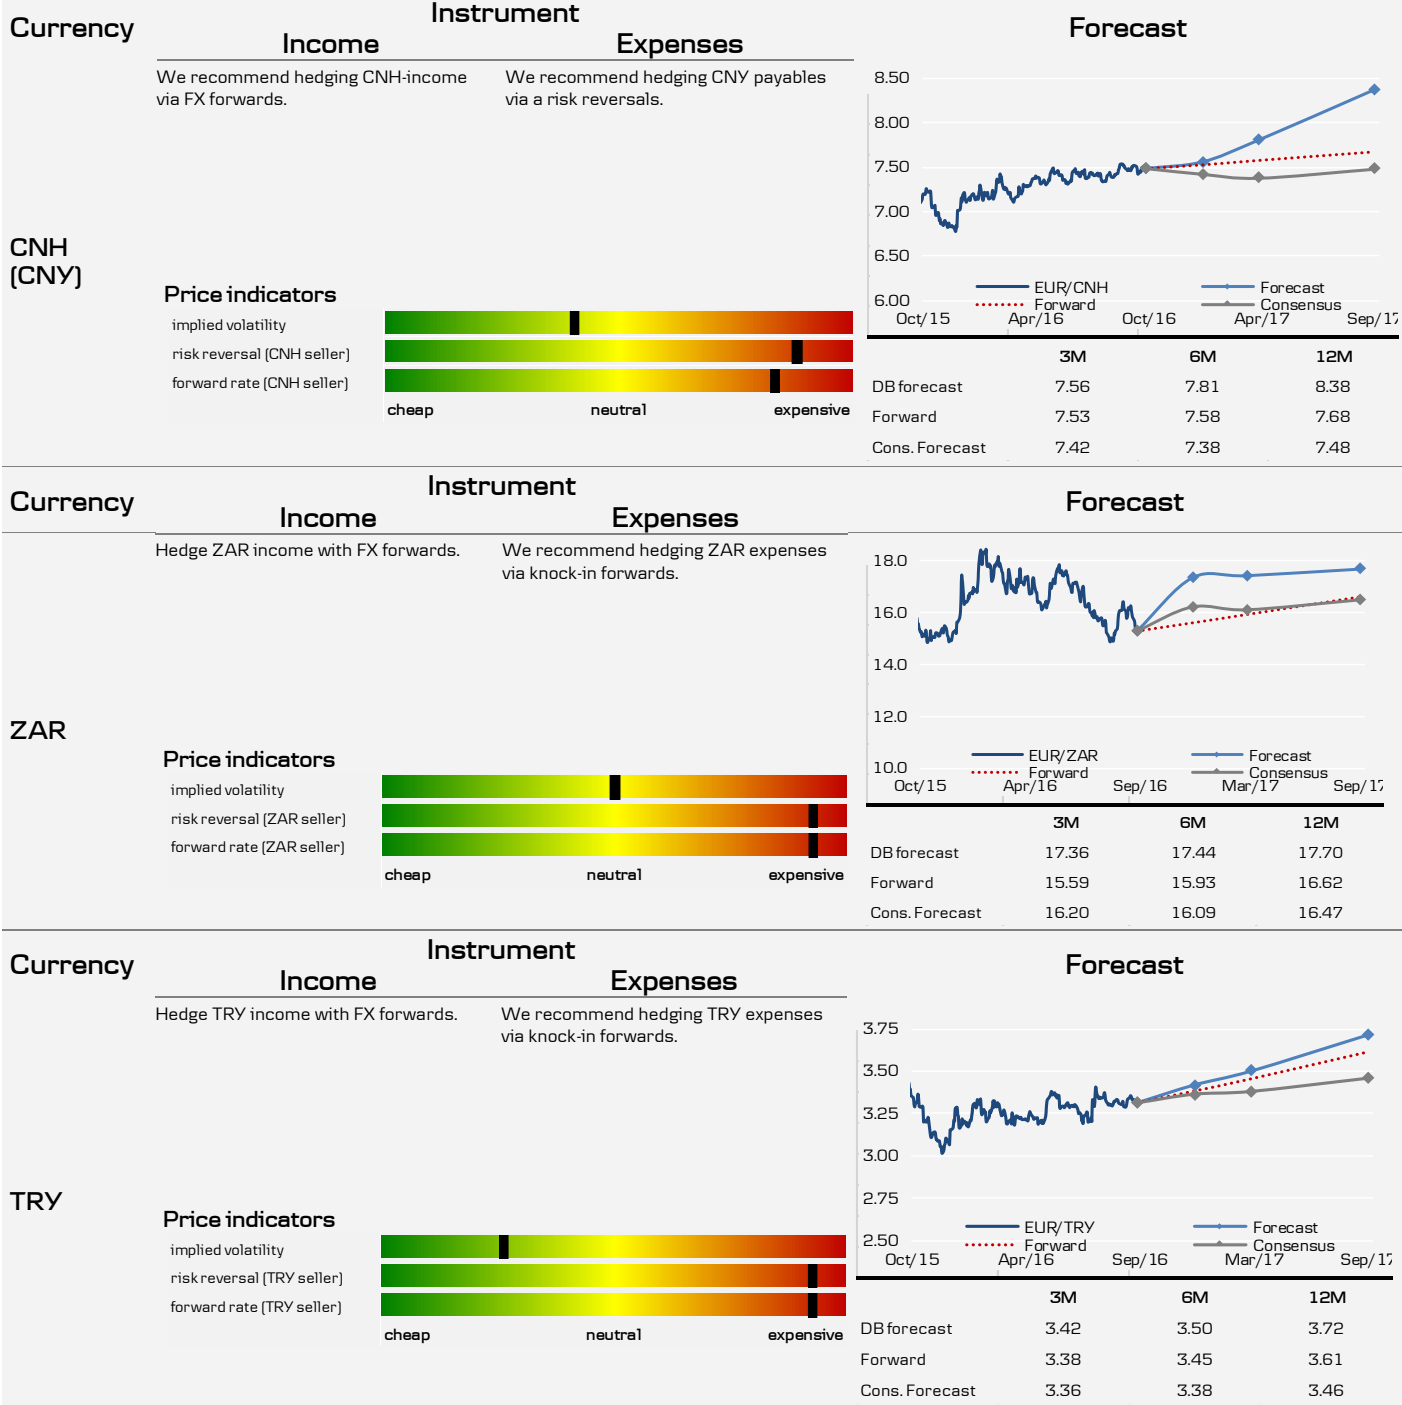 Currency
Instrument
Income
Expenses
Forecast
We recommend hedging CNH-income
via FX forwards.
We recommend hedging CNY payables
via a risk reversals.
CNH
(CNY)
Price indicators
implied volatility
risk reversal (CNH seller)
forward rate (CNH seller)
cheap neutral expensive
8.50
8.00
7.50
7.00
6.50
6.00
EUR/CNH Forecast
Forward Consensus
Oct/15 Apr/16 Oct/16 Apr/17 Sep/17
3M 6M 12M
DB forecast 7.56 7.81 8.38
Forward 7.53 7.58 7.68
Cons. Forecast 7.42 7.38 7.48
Currency
Instrument
Income
Expenses
Forecast
Hedge ZAR income with FX forwards.
We recommend hedging ZAR expenses
via knock-in forwards.
ZAR
Price indicators
implied volatility
risk reversal (ZAR seller)
forward rate (ZAR seller)
cheap neutral expensive
18.0
16.0
14.0
12.0
10.0
EUR/ZAR Forecast
Forward Consensus
Oct/15 Apr/16 Sep/16 Mar/17 Sep/17
3M 6M 12M
DB forecast 17.36 17.44 17.70
Forward 15.59 15.93 16.62
Cons. Forecast 16.20 16.09 16.47
Currency
Instrument
Income
Expenses
Forecast
Hedge TRY income with FX forwards.
We recommend hedging TRY expenses
via knock-in forwards.
TRY
Price indicators
implied volatility
risk reversal (TRY seller)
forward rate (TRY seller)
cheap neutral expensive
3.75
3.50
3.25
3.00
2.75
2.50
EUR/TRY Forecast
Forward Consensus
Oct/15 Apr/16 Sep/16 Mar/17 Sep/17
3M 6M 12M
DB forecast 3.42 3.50 3.72
Forward 3.38 3.45 3.61
Cons. Forecast 3.36 3.38 3.46